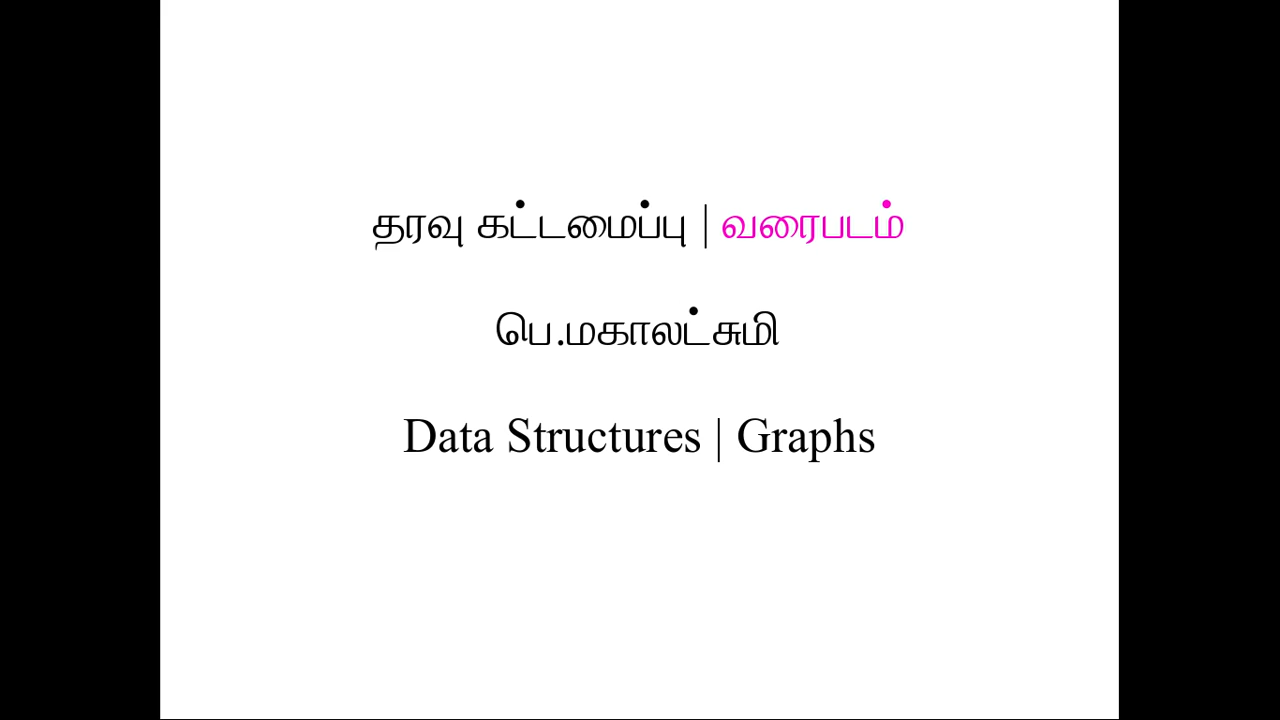 தரவு கட்டமைப்பு | வரைபடம்
பெ.மகாலட்சுமி
Data Structures | Graphs